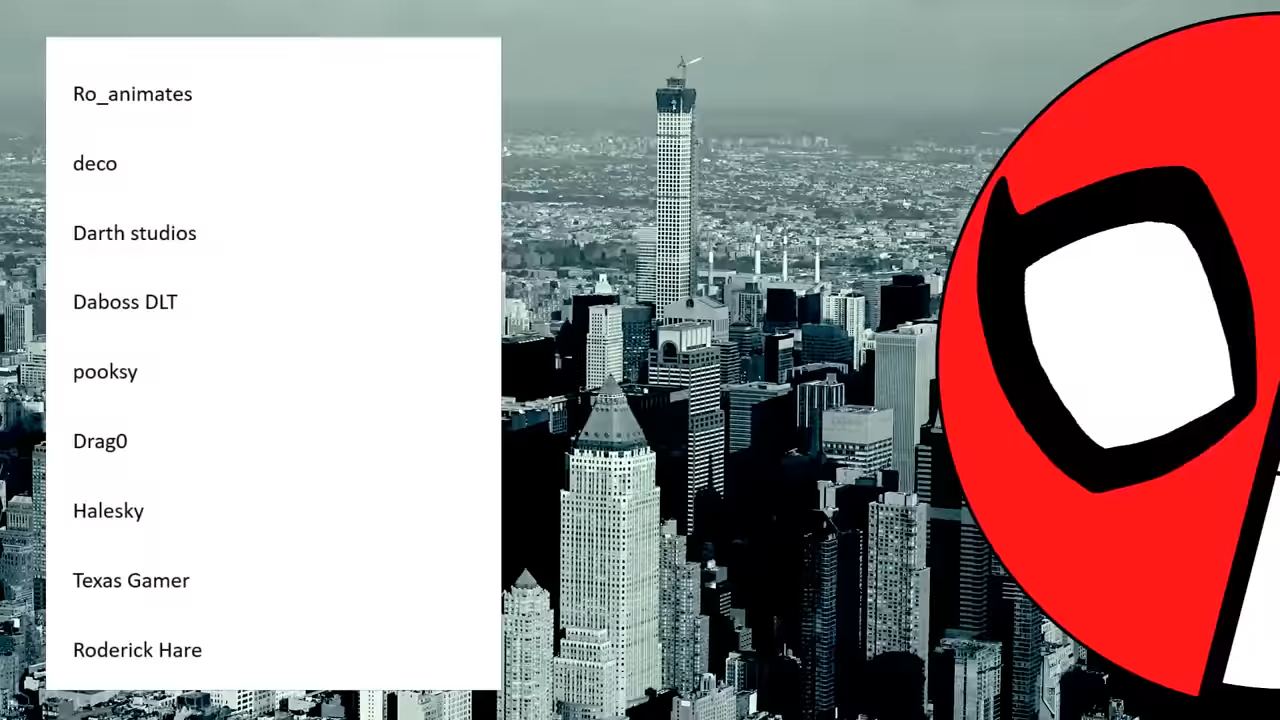 Ro_animates
deco
Darth studios
Daboss DLT
pooksy
Drag0
Halesky
Texas Gamer
Roderick Hare